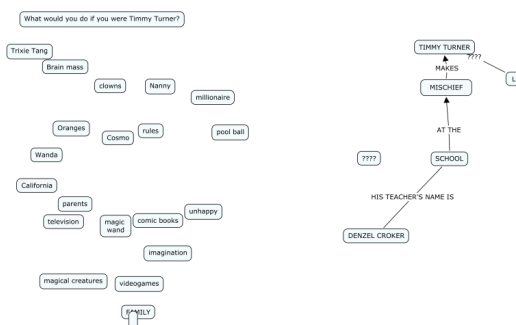 What would you do if you were Timmy Turner?
Trixie Tang
Brain mass
clowns
Nanny
millionaire
Oranges
Cosmo
rules
pool ball
Wanda
California
parents
television
magic
wand
comic books
unhappy
imagination
magical creatures
videogames
TIMMY TURNER
????
MAKES
L
MISCHIEF
AT THE
????
SCHOOL
HIS TEACHER'S NAME IS
DENZEL CROKER